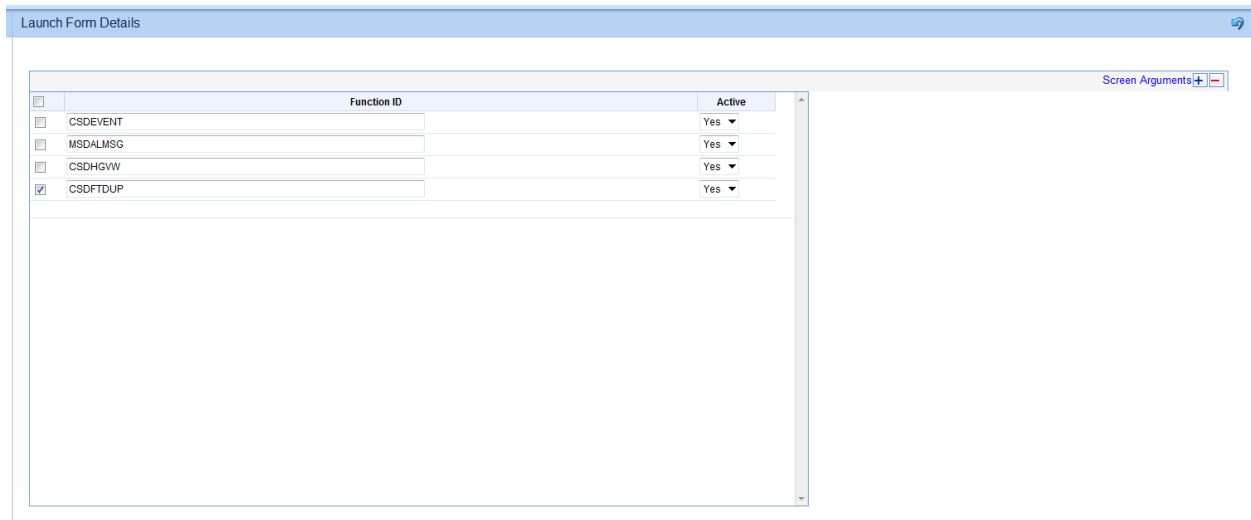 Launch Form Details
Screen Arguments
Function ID Active
CSDEVENT Yes
MSDALMSG Yes
CSDHGVW Yes
CSDFTDUP Yes